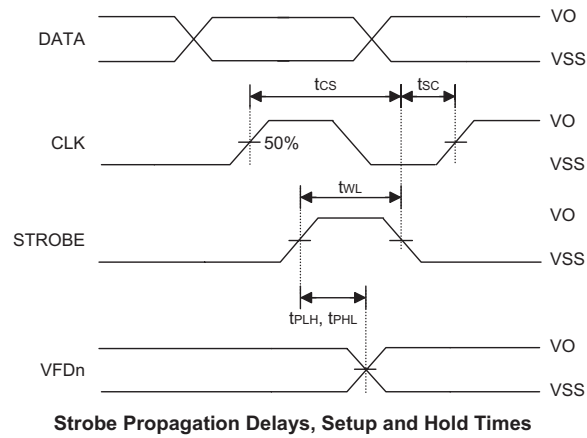 DATA
VO
VSS
tCS
tSC
CLK
50%
VO
VSS
tWL
STROBE
VO
VSS
tPLH, tPHL
VFDn
VO
VSS
Strobe Propagation Delays, Setup and Hold Times